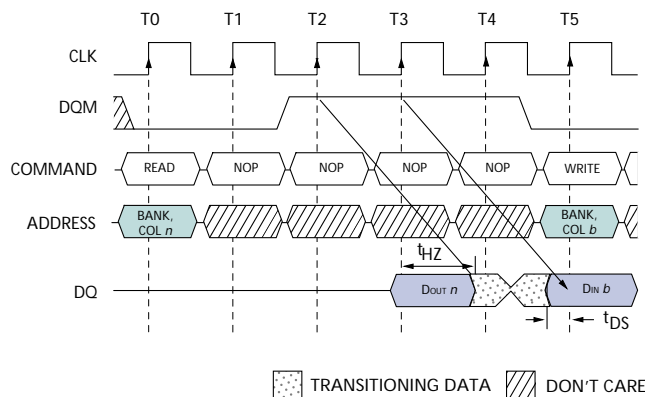 T0 T1 T2 T3 T4 T5
CLK
DQM
COMMAND READ NOP NOP NOP NOP WRITE
ADDRESS BANK, COL n BANK, COL b
tHZ
DQ DOUT n DIN b
tDS
TRANSITIONING DATA DON'T CARE